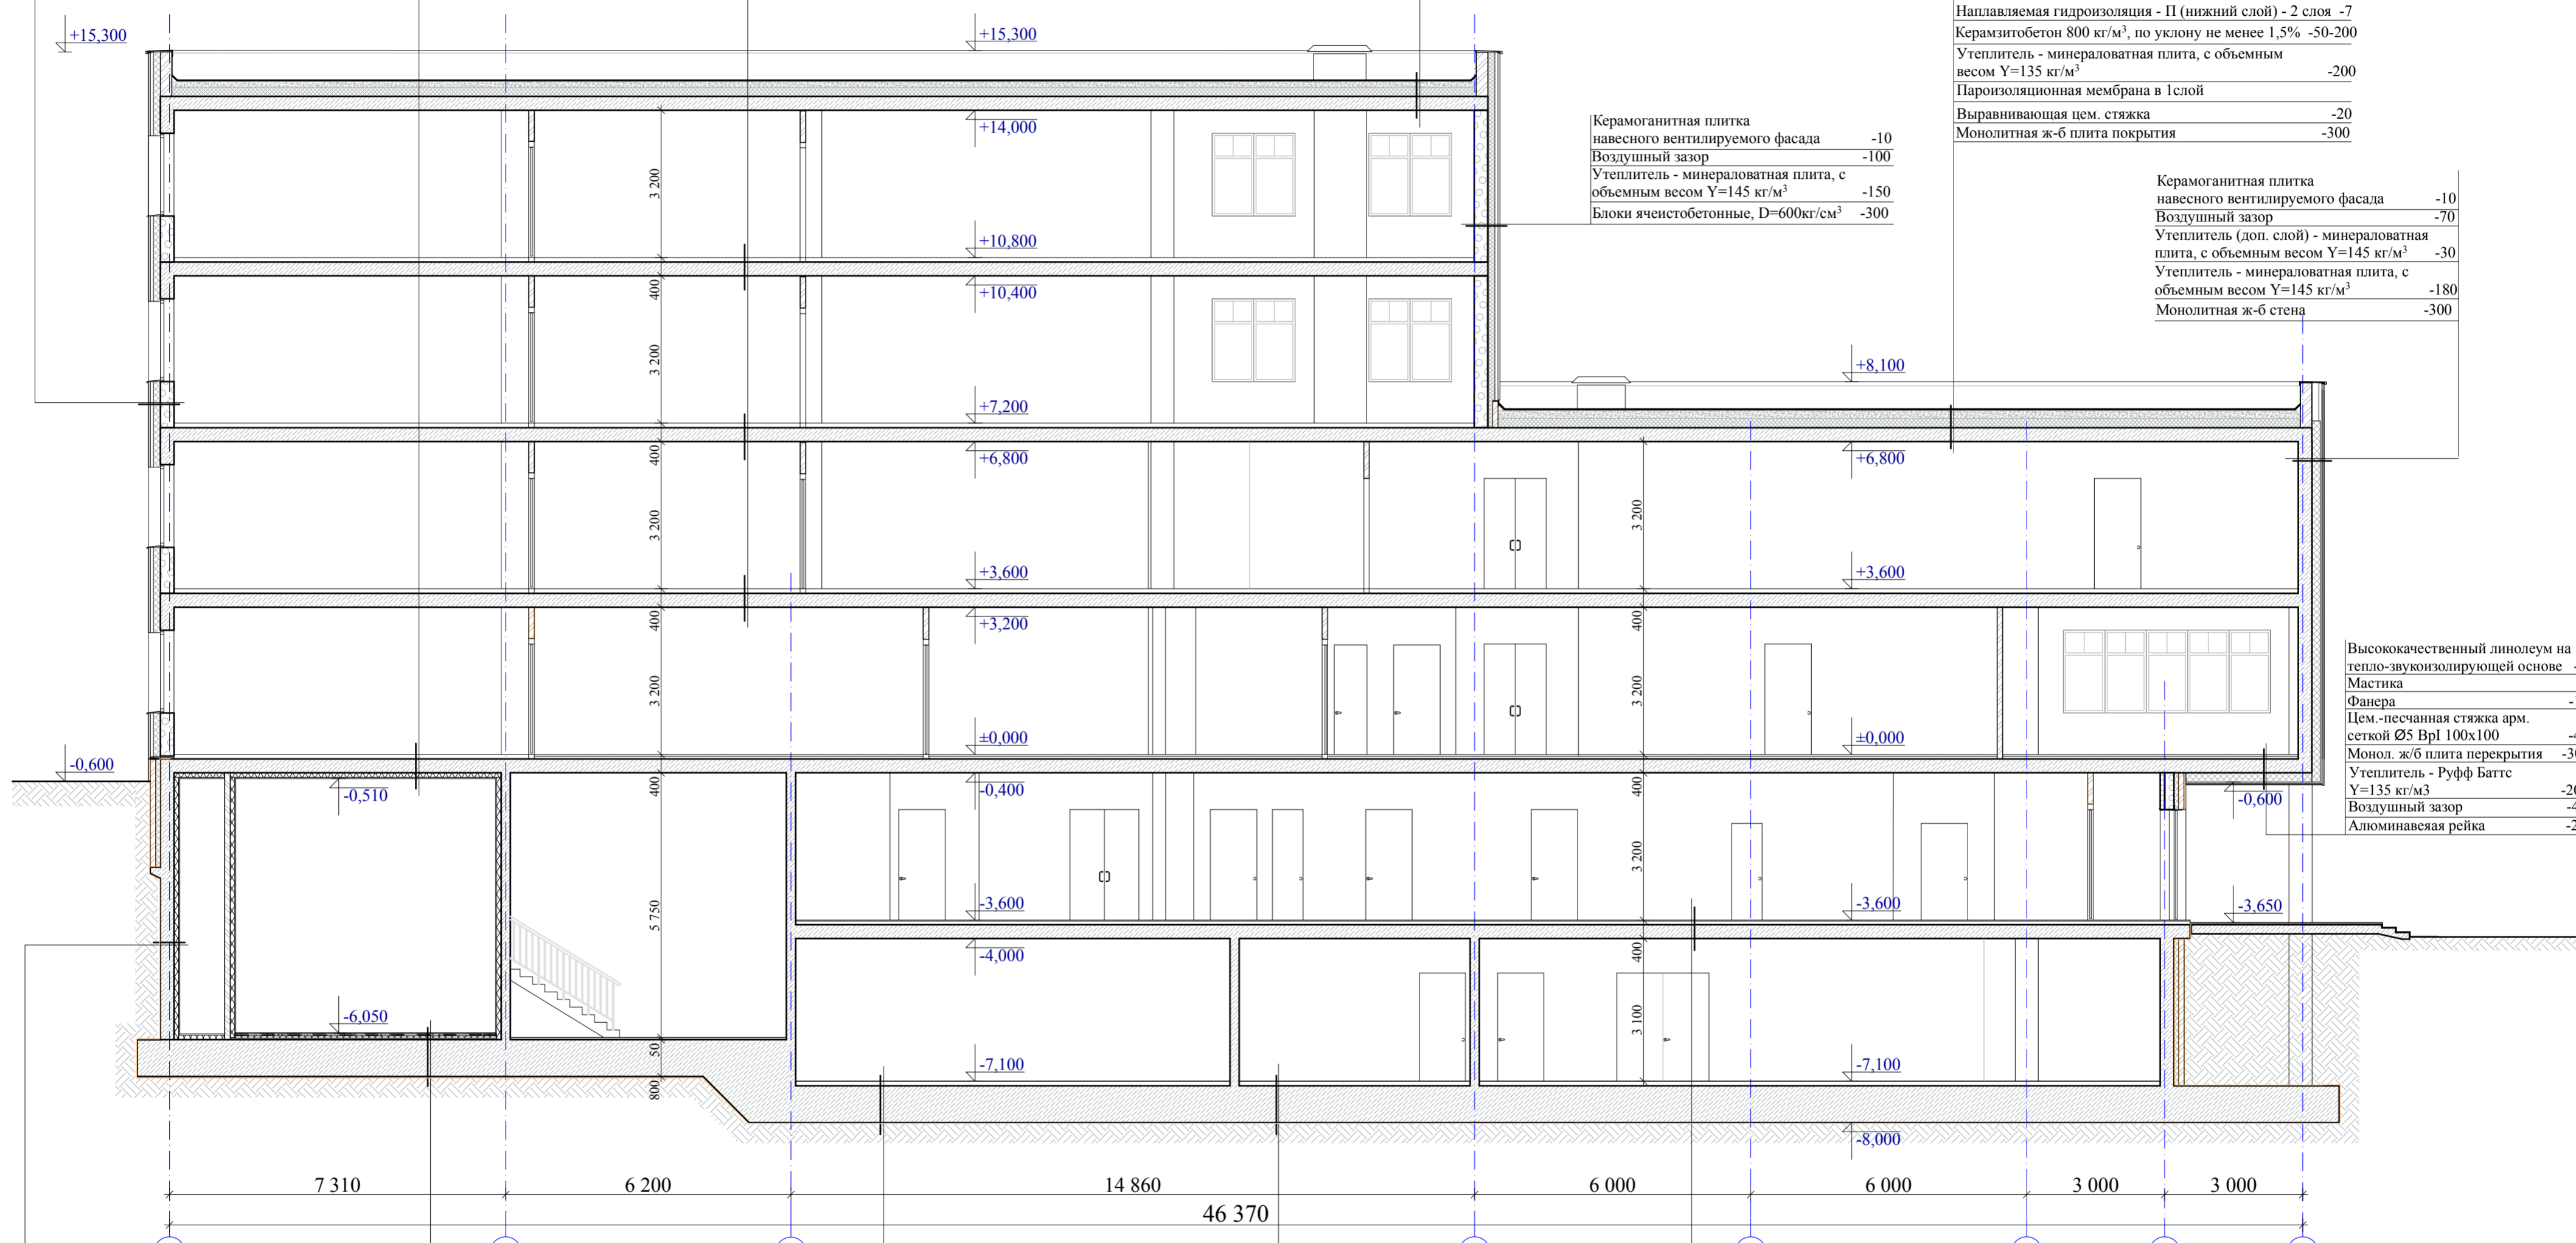 +15,300
+15,300
Наплавляемая гидроизоляция - П (нижний слой) - 2 слоя -7
Керамзитобетон 800 кг/м³, по уклону не менее 1,5% -50-200
Утеплитель - минераловатная плита, с объемным
весом Y=135 кг/м³ -200
Пароизоляционная мембрана в 1слой
Выравнивающая цем. стяжка -20
Монолитная ж-б плита покрытия -300
Керамоганитная плитка
навесного вентилируемого фасада -10
Воздушный зазор -100
Утеплитель - минераловатная плита, с
объемным весом Y=145 кг/м³ -150
Блоки ячеистобетонные, D=600кг/см³ -300
Керамоганитная плитка
навесного вентилируемого фасада -10
Воздушный зазор -70
Утеплитель (доп. слой) - минераловатная
плита, с объемным весом Y=145 кг/м³ -30
Утеплитель - минераловатная плита, с
объемным весом Y=145 кг/м³ -180
Монолитная ж-б стена -300
+14,000
3 200
+10,800
400
+10,400
3 200
+8,100
+7,200
400
+6,800
+6,800
3 200
3 200
+3,600
+3,600
400
+3,200
400
3 200
3 200
±0,000
±0,000
Высококачественный линолеум на
тепло-звукоизолирующей основе -
Мастика
Фанера -
Цем.-песчанная стяжка арм.
сеткой Ø5 ВрI 100х100 -4
Монол. ж/б плита перекрытия -30
Утеплитель - Руфф Баттс
Y=135 кг/м3 -20
Воздушный зазор -4
Алюминавеяая рейка -2
-0,600
-0,510
400
-0,400
400
-0,600
3 200
5 750
-3,600
-3,600
-3,650
-4,000
400
-6,050
3 100
50
-7,100
-7,100
800
-8,000
7 310
6 200
14 860
6 000
6 000
3 000
3 000
46 370